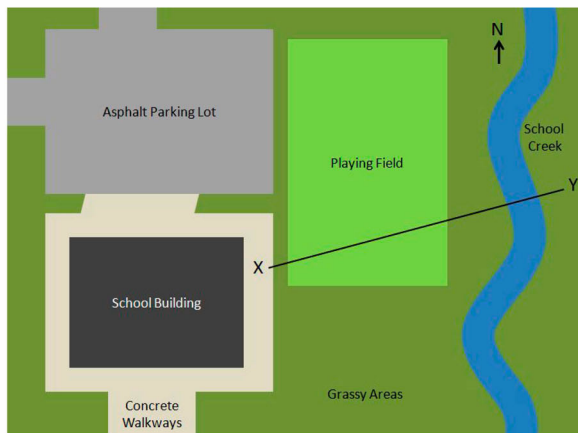 N
Asphalt Parking Lot
School
Creek
Playing Field
Y
X
School Building
Grassy Areas
Concrete
Walkways